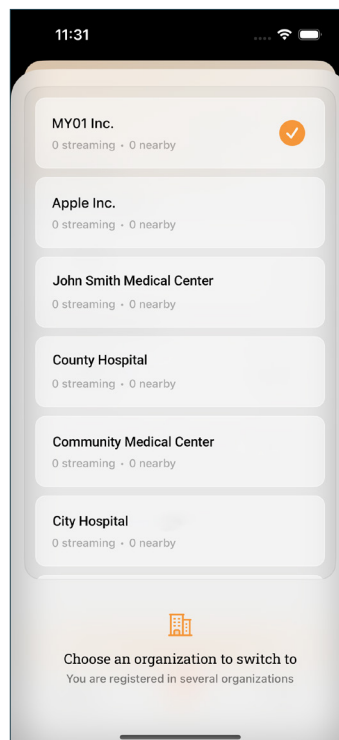 11:31
MY01 Inc.
0 streaming • 0 nearby
Apple Inc.
0 streaming • 0 nearby
John Smith Medical Center
0 streaming • 0 nearby
County Hospital
0 streaming • 0 nearby
Community Medical Center
0 streaming • 0 nearby
City Hospital
0 streaming • 0 nearby
Choose an organization to switch to
You are registered in several organizations